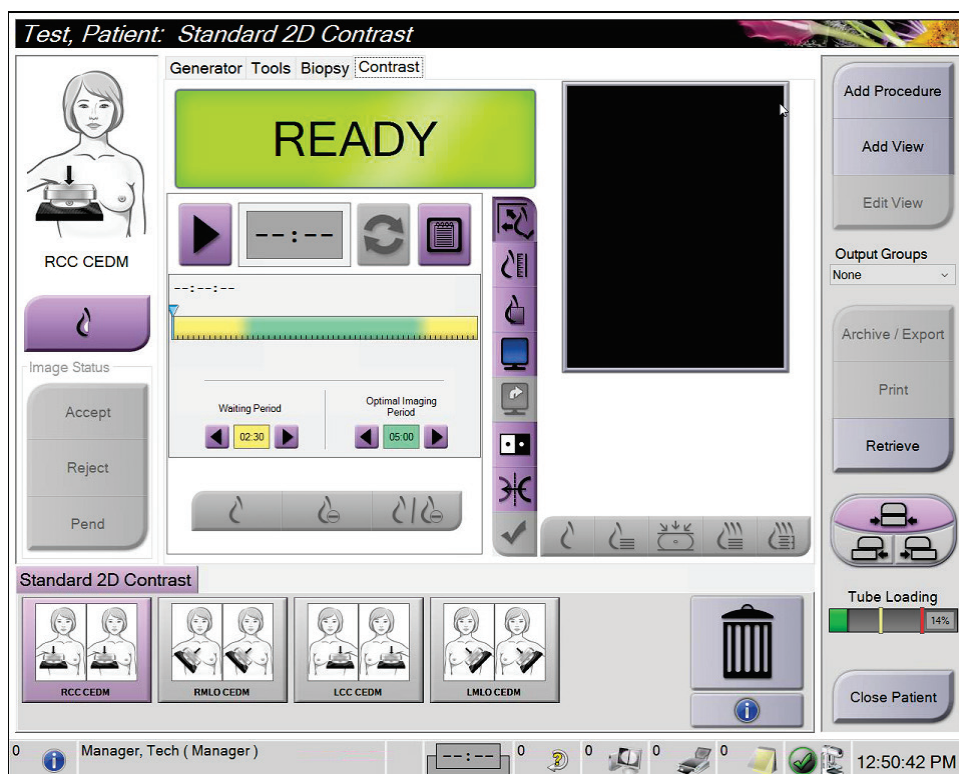 Test, Patient: Standard 2D Contrast
Generator Tools Biopsy Contrast
READY
RCC CEDM
--:--
--:--:--
Waiting Period
02:30
Optimal Imaging
Period
05:00
Image Status
Accept
Reject
Pend
Add Procedure
Add View
Edit View
Output Groups
None
Archive / Export
Print
Retrieve
Tube Loading
14%
Close Patient
Standard 2D Contrast
RCC CEDM
RMLO CEDM
LCC CEDM
LMLO CEDM
0 Manager, Tech ( Manager ) --:-- 0 0 0 0 12:50:42 PM